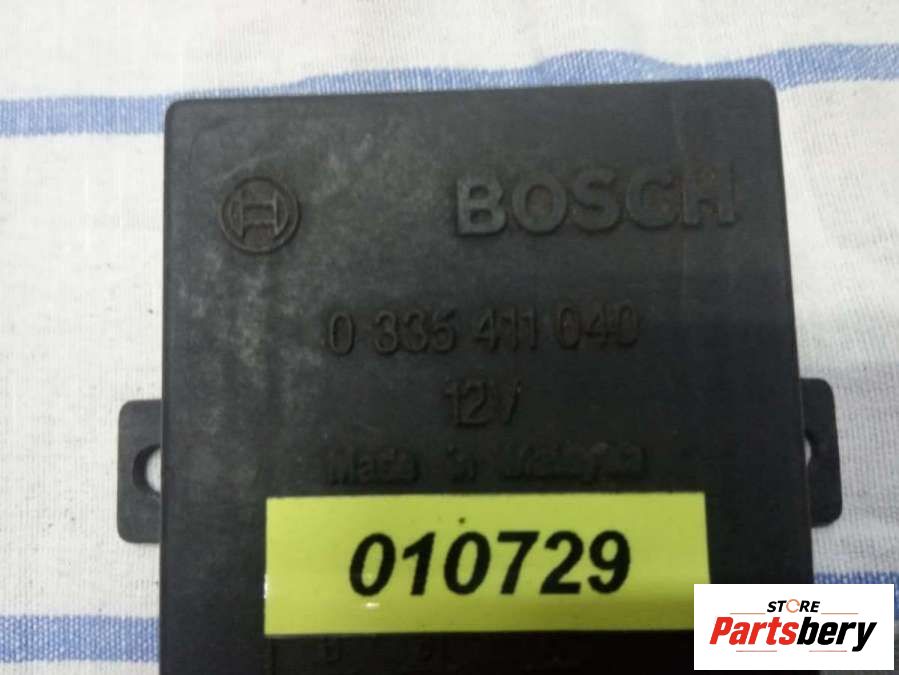 BOSCH
0 335 411 040
12V
Made in Malaysia
010729
STORE
Partsbery